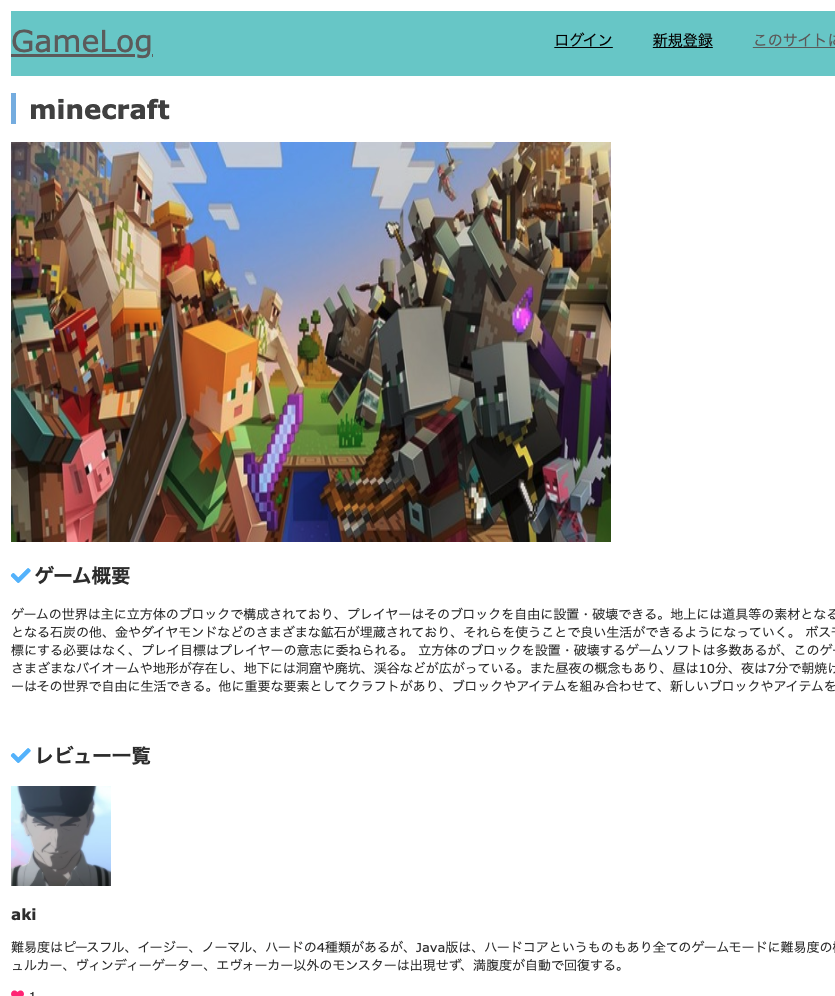 GameLog
ログイン
新規登録
このサイトに
minecraft
ゲーム概要
ゲームの世界は主に立方体のブロックで構成されており、プレイヤーはそのブロックを自由に設置・破壊できる。地上には道具等の素材となる
となる石炭の他、金やダイヤモンドなどのさまざまな鉱石が埋蔵されており、それらを使うことで良い生活ができるようになっていく。 ボス
標にする必要はなく、プレイ目標はプレイヤーの意志に委ねられる。 立方体のブロックを設置・破壊するゲームソフトは多数あるが、このゲー
さまざまなバイオームや地形が存在し、地下には洞窟や廃坑、渓谷などが広がっている。また昼夜の概念もあり、昼は10分、夜は7分で朝焼け
ーはその世界で自由に生活できる。他に重要な要素としてクラフトがあり、ブロックやアイテムを組み合わせて、新しいブロックやアイテムを
レビュー一覧
aki
難易度はピースフル、イージー、ノーマル、ハードの4種類があるが、Java版は、ハードコアというものもあり全てのゲームモードに難易度の
ュルカー、ヴィンディーゲーター、エヴォーカー以外のモンスターは出現せず、満腹度が自動で回復する。
1